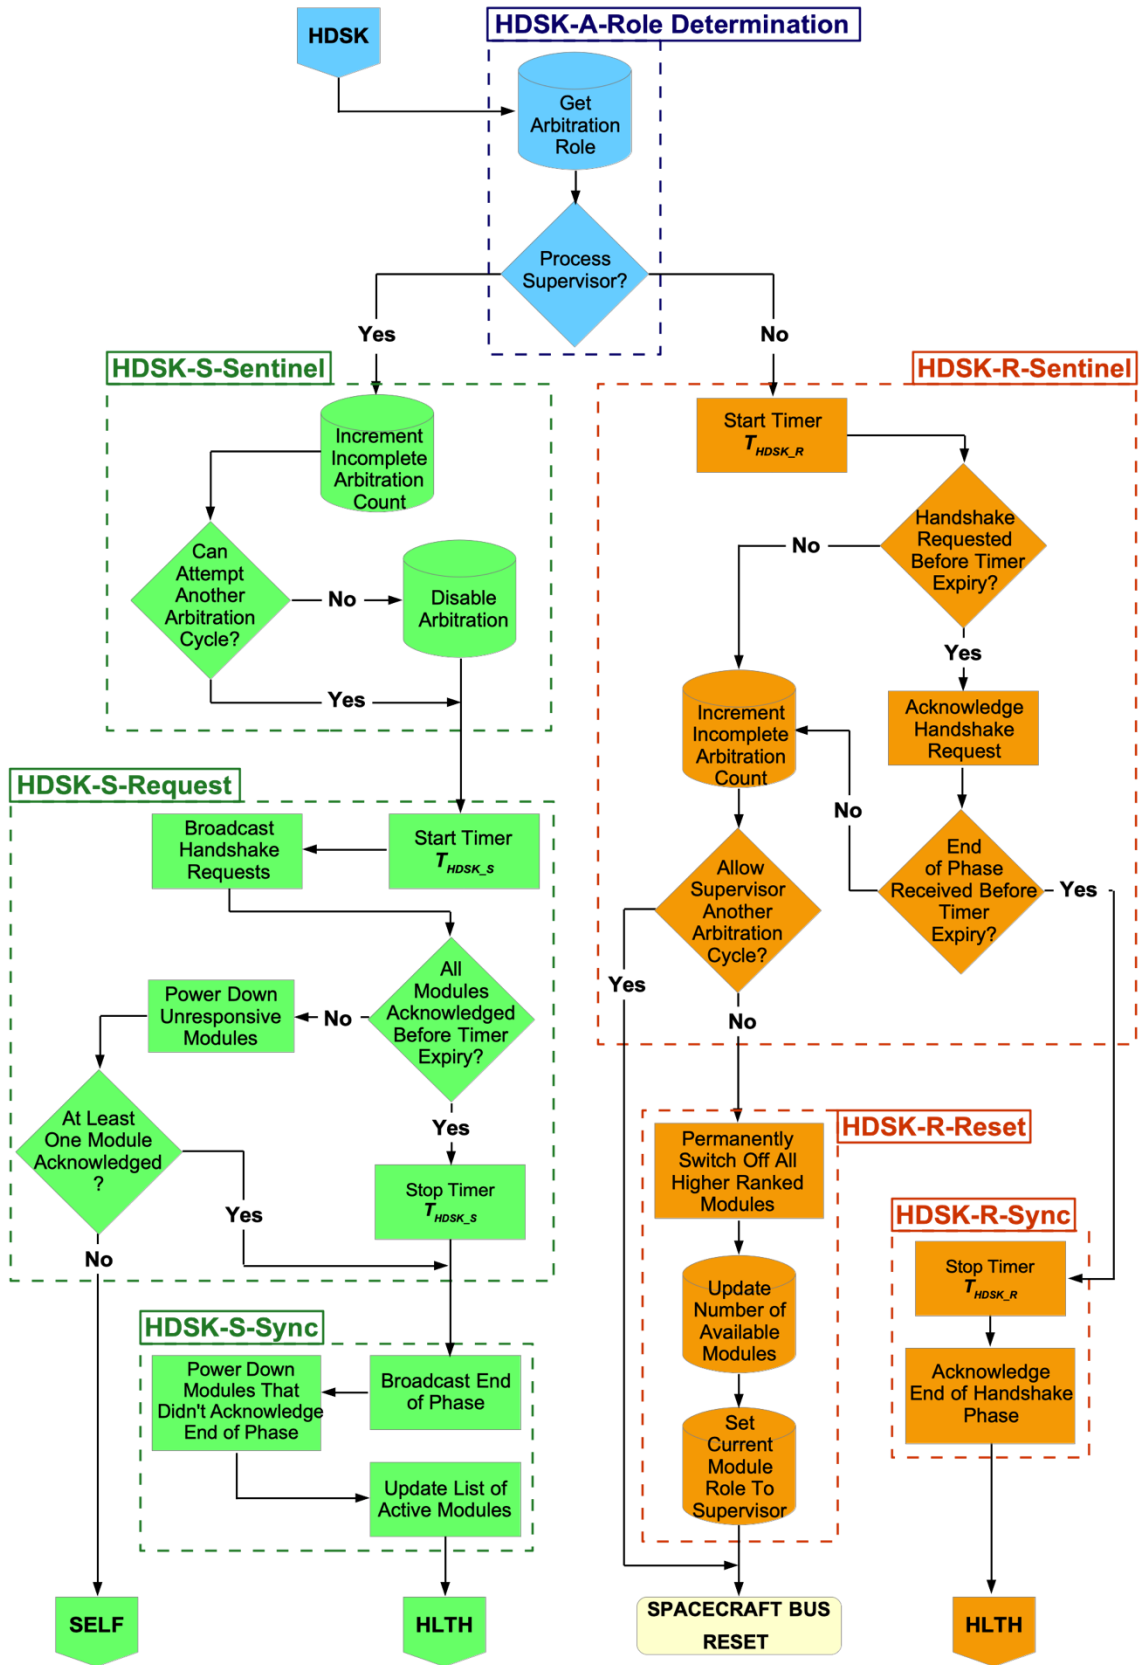 HDSK
HDSK-A-Role Determination
Get
Arbitration
Role
Process
Supervisor?
Yes
No
HDSK-S-Sentinel
Increment
Incomplete
Arbitration
Count
Can
Attempt
Another
Arbitration
Cycle?
No
Disable
Arbitration
Yes
HDSK-S-Request
Start Timer
T_HDSK_S
Broadcast
Handshake
Requests
All
Modules
Acknowledged
Before Timer
Expiry?
No
Power Down
Unresponsive
Modules
At Least
One Module
Acknowledged
?
Yes
No
Yes
Stop Timer
T_HDSK_S
HDSK-S-Sync
Broadcast End
of Phase
Power Down
Modules That
Didn't Acknowledge
End of Phase
Update List of
Active Modules
SELF
HLTH
HDSK-R-Sentinel
Start Timer
T_HDSK_R
Handshake
Requested
Before Timer
Expiry?
No
Yes
Acknowledge
Handshake
Request
End
of Phase
Received Before
Timer
Expiry?
No
Yes
Increment
Incomplete
Arbitration
Count
Allow
Supervisor
Another
Arbitration
Cycle?
Yes
No
HDSK-R-Reset
Permanently
Switch Off All
Higher Ranked
Modules
Update
Number of
Available
Modules
Set
Current
Module
Role To
Supervisor
SPACECRAFT BUS
RESET
HDSK-R-Sync
Stop Timer
T_HDSK_R
Acknowledge
End of Handshake
Phase
HLTH